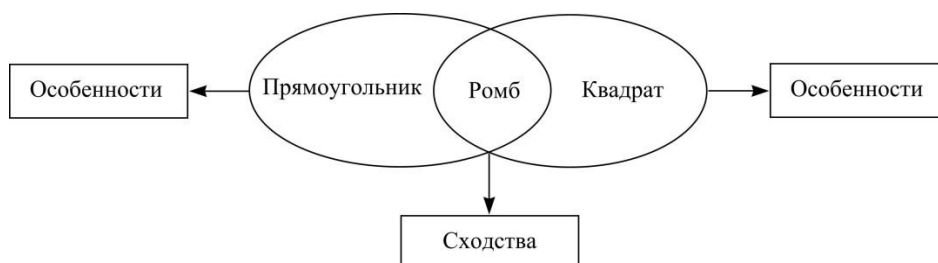 Прямоугольник Ромб Квадрат
Особенности
Особенности
Сходства